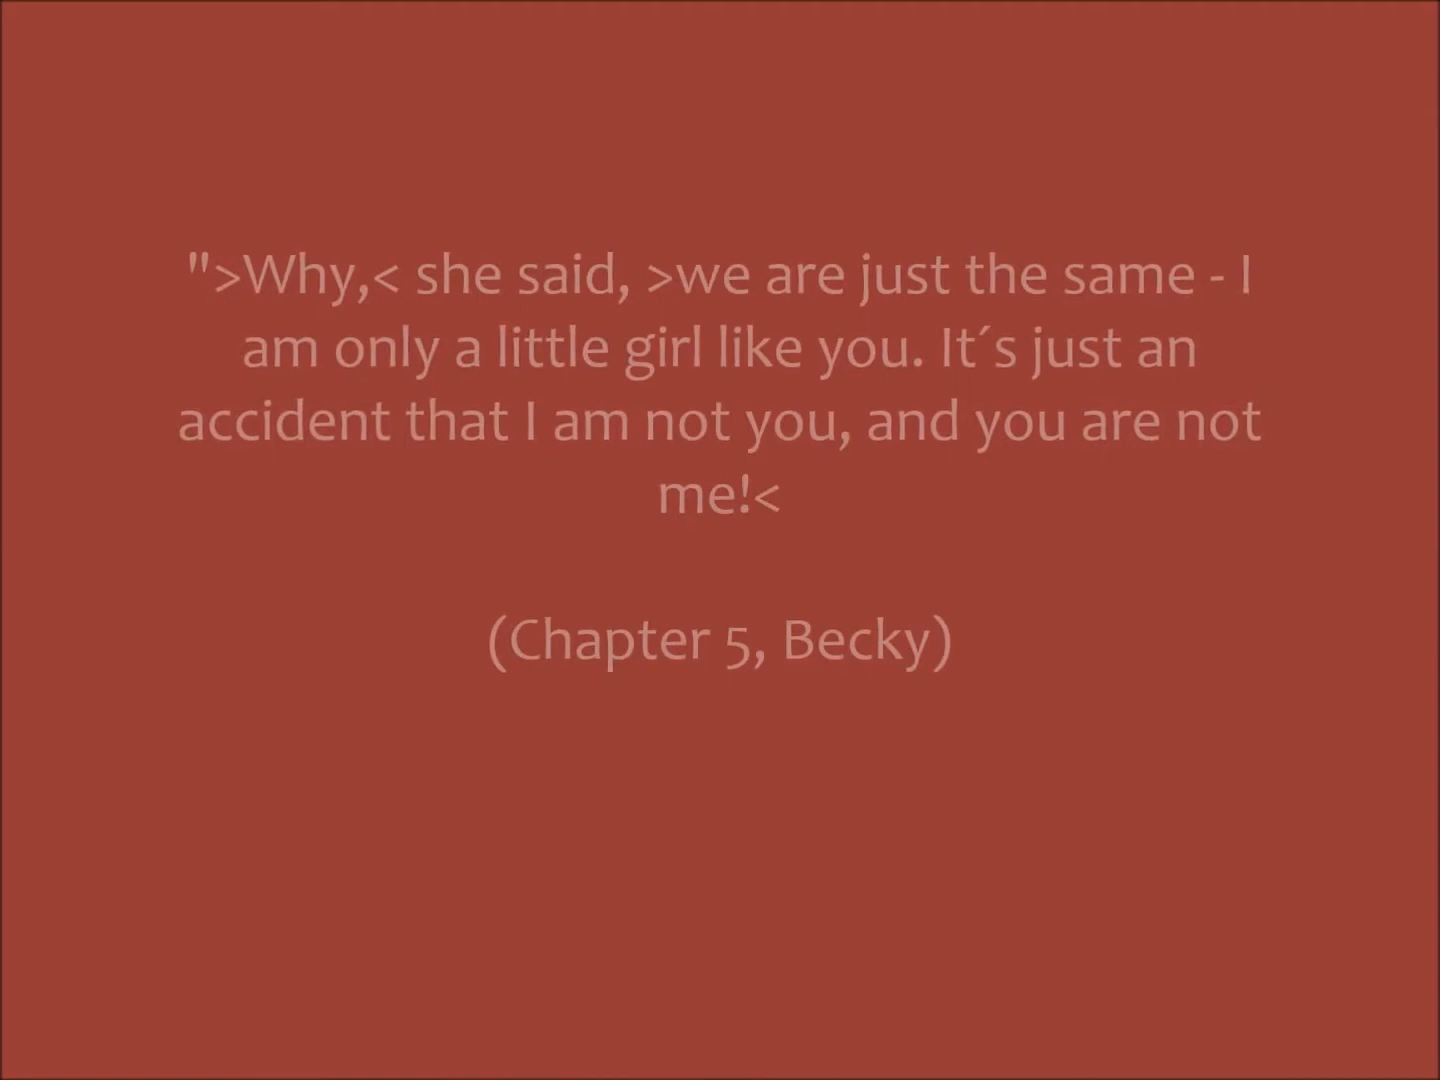 ">Why,< she said, >we are just the same - I
am only a little girl like you. It´s just an
accident that I am not you, and you are not
me!<
(Chapter 5, Becky)